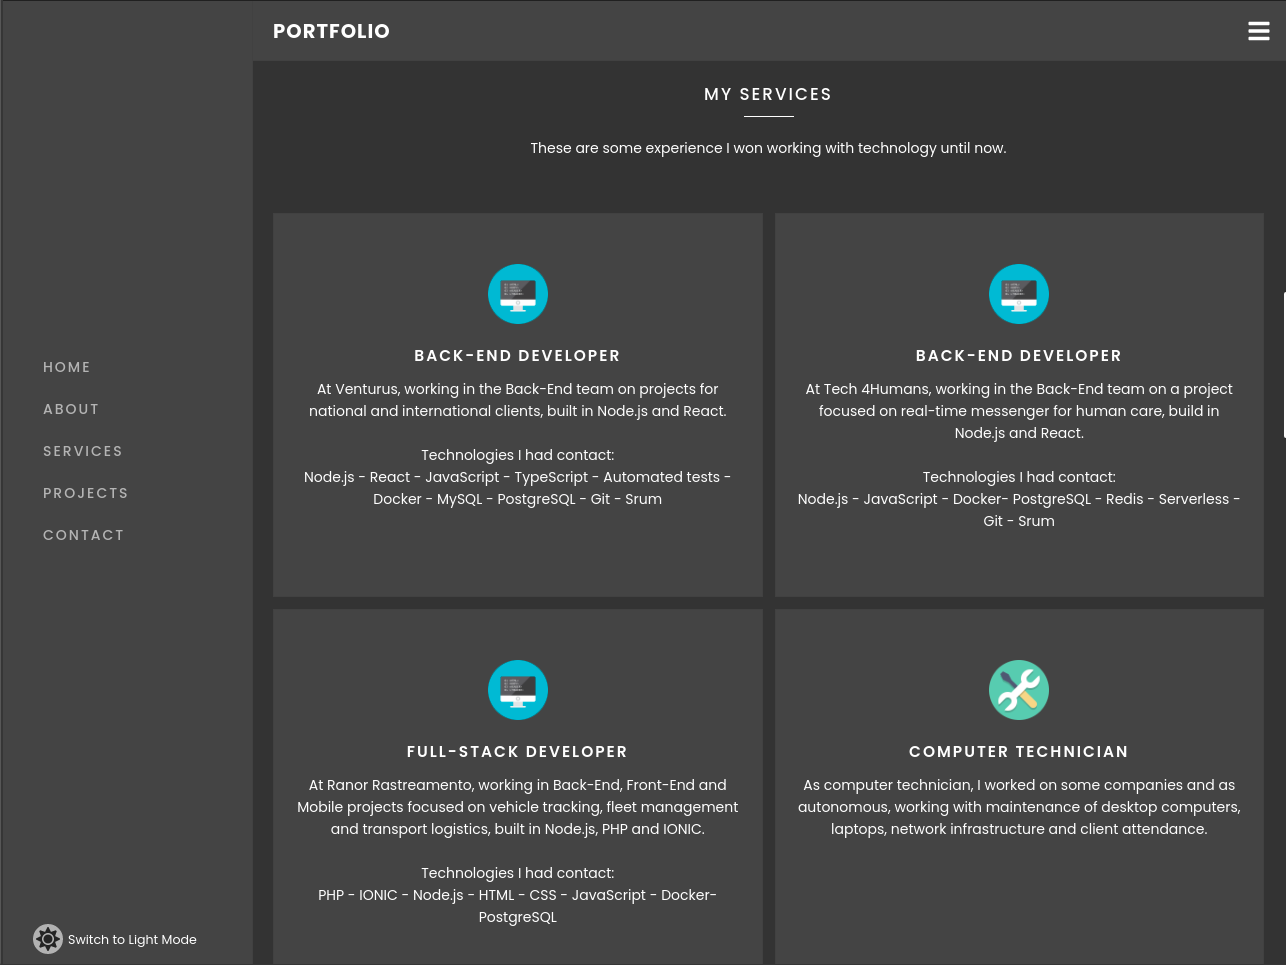 PORTFOLIO
MY SERVICES
These are some experience I won working with technology until now.
HOME
ABOUT
SERVICES
PROJECTS
CONTACT
Switch to Light Mode
BACK-END DEVELOPER
At Venturus, working in the Back-End team on projects for
national and international clients, built in Node.js and React.
Technologies I had contact:
Node.js - React - JavaScript - TypeScript - Automated tests -
Docker - MySQL - PostgreSQL - Git - Srum
BACK-END DEVELOPER
At Tech 4Humans, working in the Back-End team on a project
focused on real-time messenger for human care, build in
Node.js and React.
Technologies I had contact:
Node.js - JavaScript - Docker- PostgreSQL - Redis - Serverless -
Git - Srum
FULL-STACK DEVELOPER
At Ranor Rastreamento, working in Back-End, Front-End and
Mobile projects focused on vehicle tracking, fleet management
and transport logistics, built in Node.js, PHP and IONIC.
Technologies I had contact:
PHP - IONIC - Node.js - HTML - CSS - JavaScript - Docker-
PostgreSQL
COMPUTER TECHNICIAN
As computer technician, I worked on some companies and as
autonomous, working with maintenance of desktop computers,
laptops, network infrastructure and client attendance.